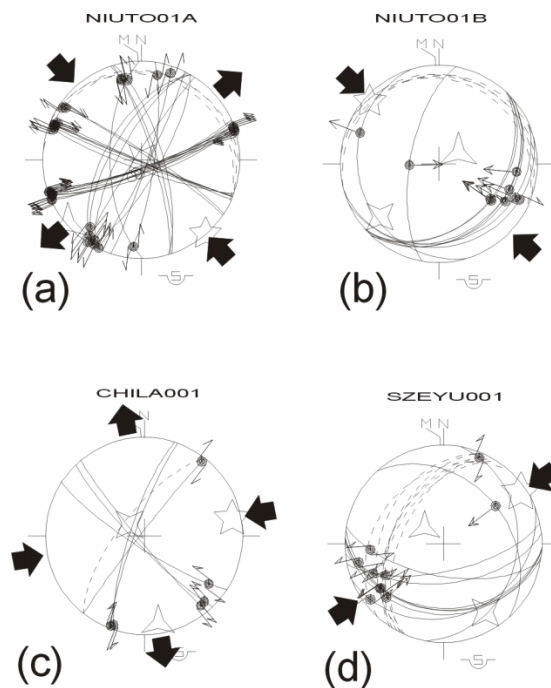 NIUTO01A
NIUTO01B
M N
M N
S
S
(a)
(b)
CHILA001
SZEYU001
N
M N
S
S
(c)
(d)